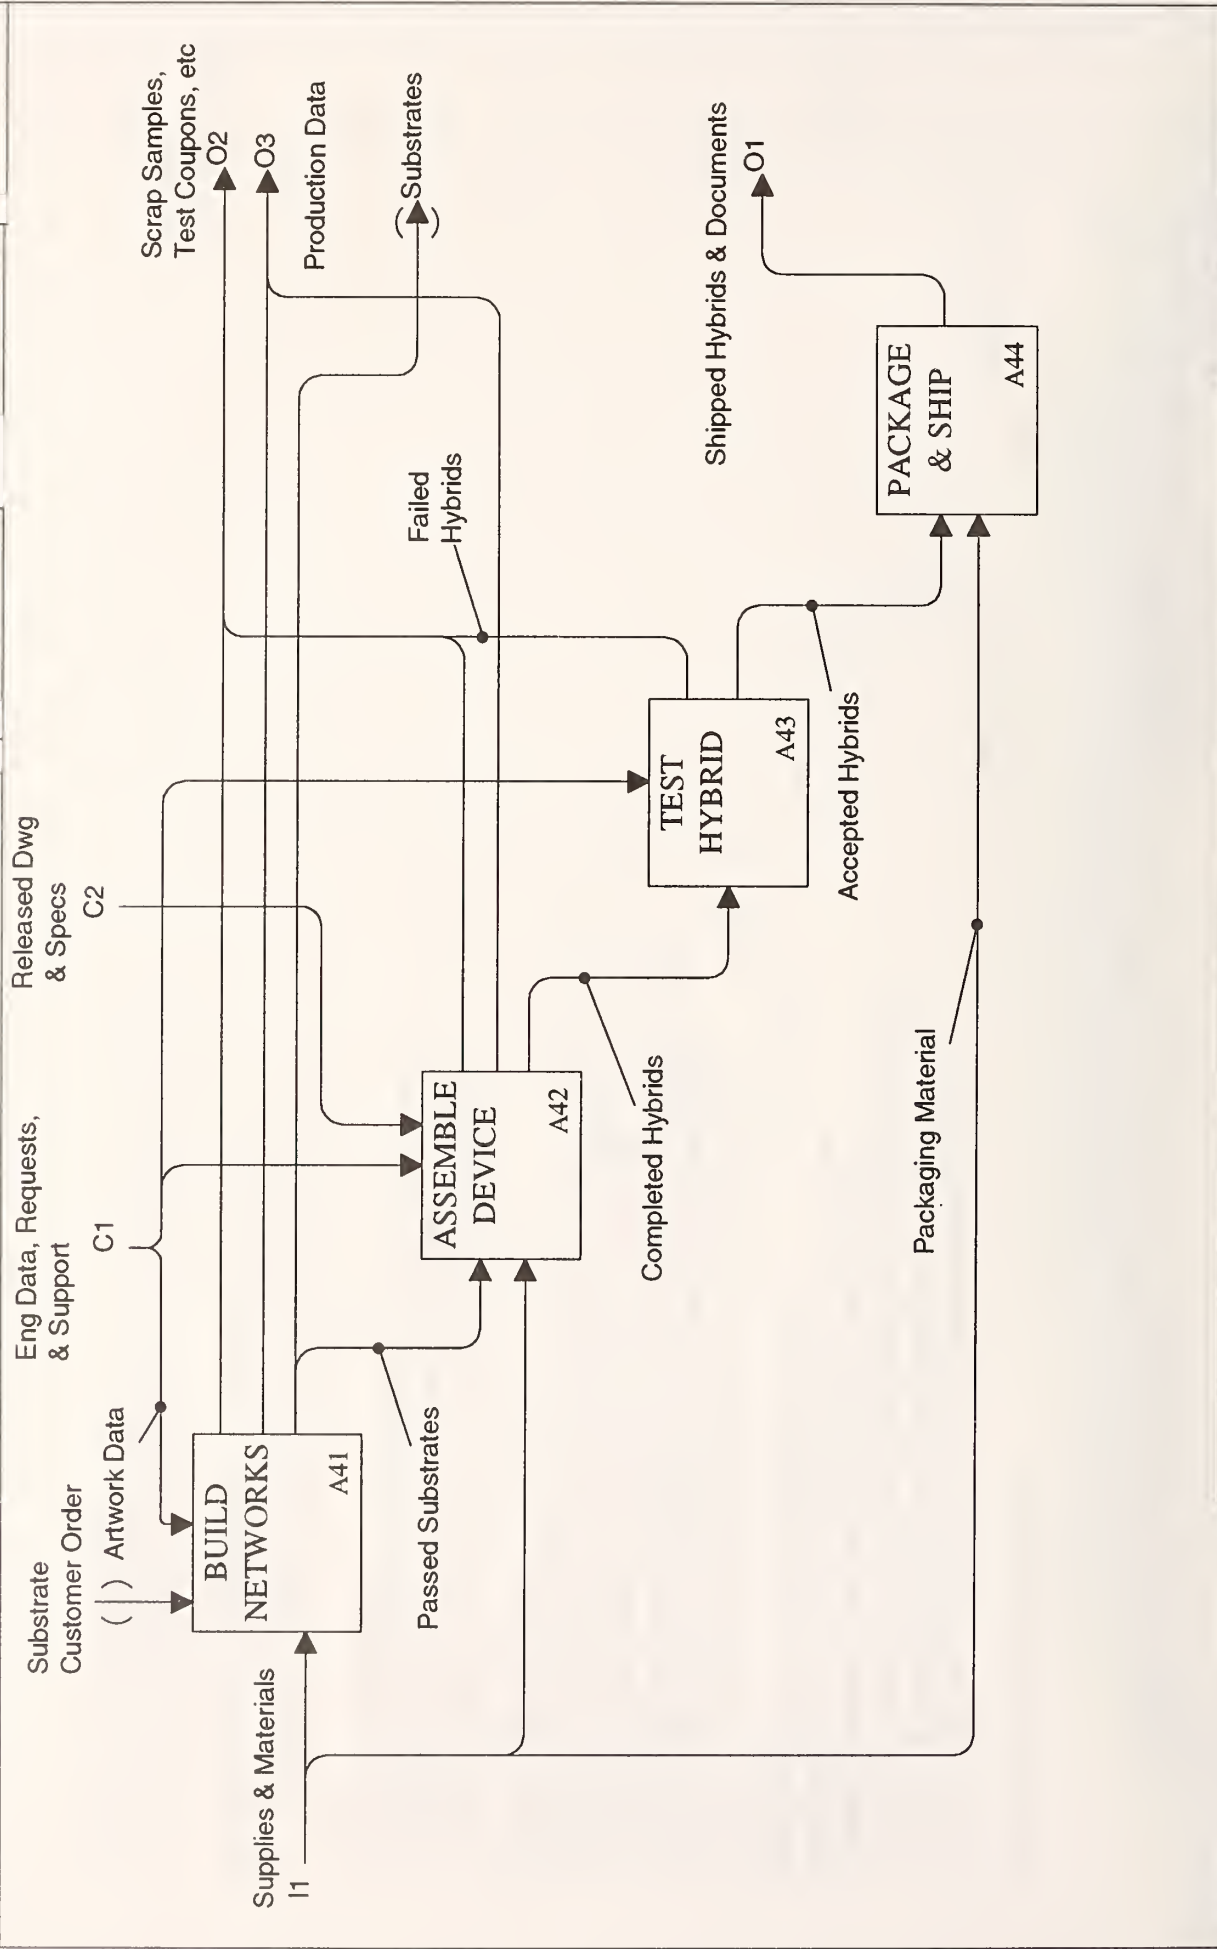 Substrate
Customer Order
( )
Artwork Data
Eng Data, Requests,
& Support
C1
Released Dwg
& Specs
C2
Scrap Samples,
Test Coupons, etc
O2
O3
Production Data
( )
Substrates
Supplies & Materials
I1
BUILD
NETWORKS
A41
Passed Substrates
ASSEMBLE
DEVICE
A42
Completed Hybrids
Failed
Hybrids
TEST
HYBRID
A43
Accepted Hybrids
Shipped Hybrids & Documents
O1
PACKAGE
& SHIP
A44
Packaging Material